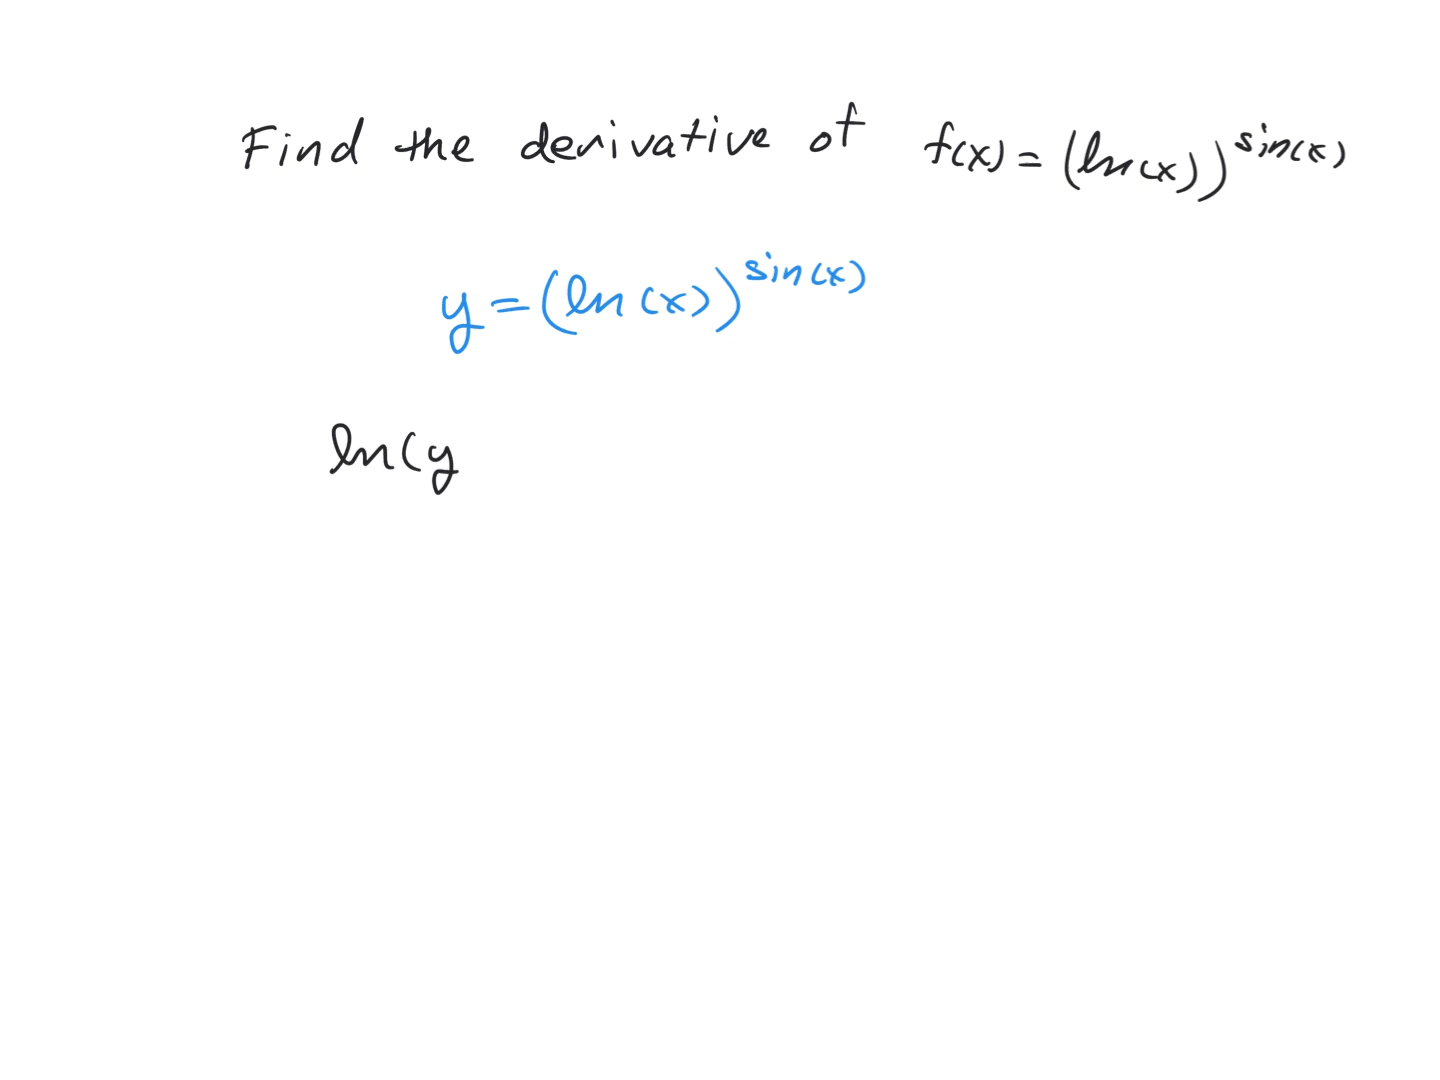 Find the derivative of f(x) = (ln(x))^sin(x)
y = (ln(x))^sin(x)
ln(y